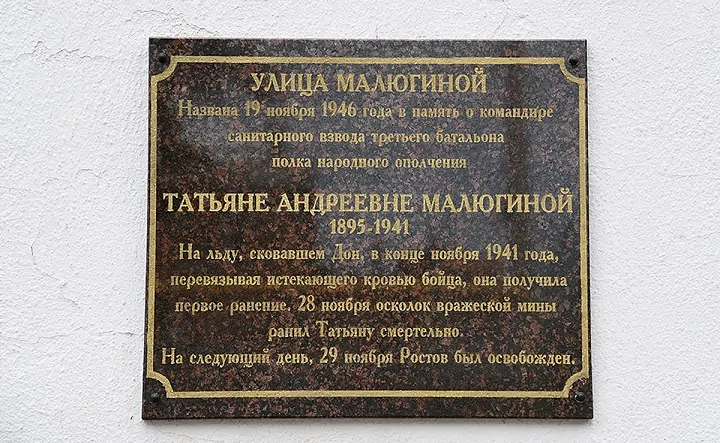 УЛИЦА МАЛЮГИНОЙ
Названа 19 ноября 1946 года в память о командире
санитарного взвода третьего батальона
полка народного ополчения
ТАТЬЯНЕ АНДРЕЕВНЕ МАЛЮГИНОЙ
1895-1941
На льду, сковавшем Дон, в конце ноября 1941 года,
перевязывая истекающего кровью бойца, она получила
первое ранение. 28 ноября осколок вражеской мины
ранил Татьяну смертельно.
На следующий день, 29 ноября Ростов был освобожден.